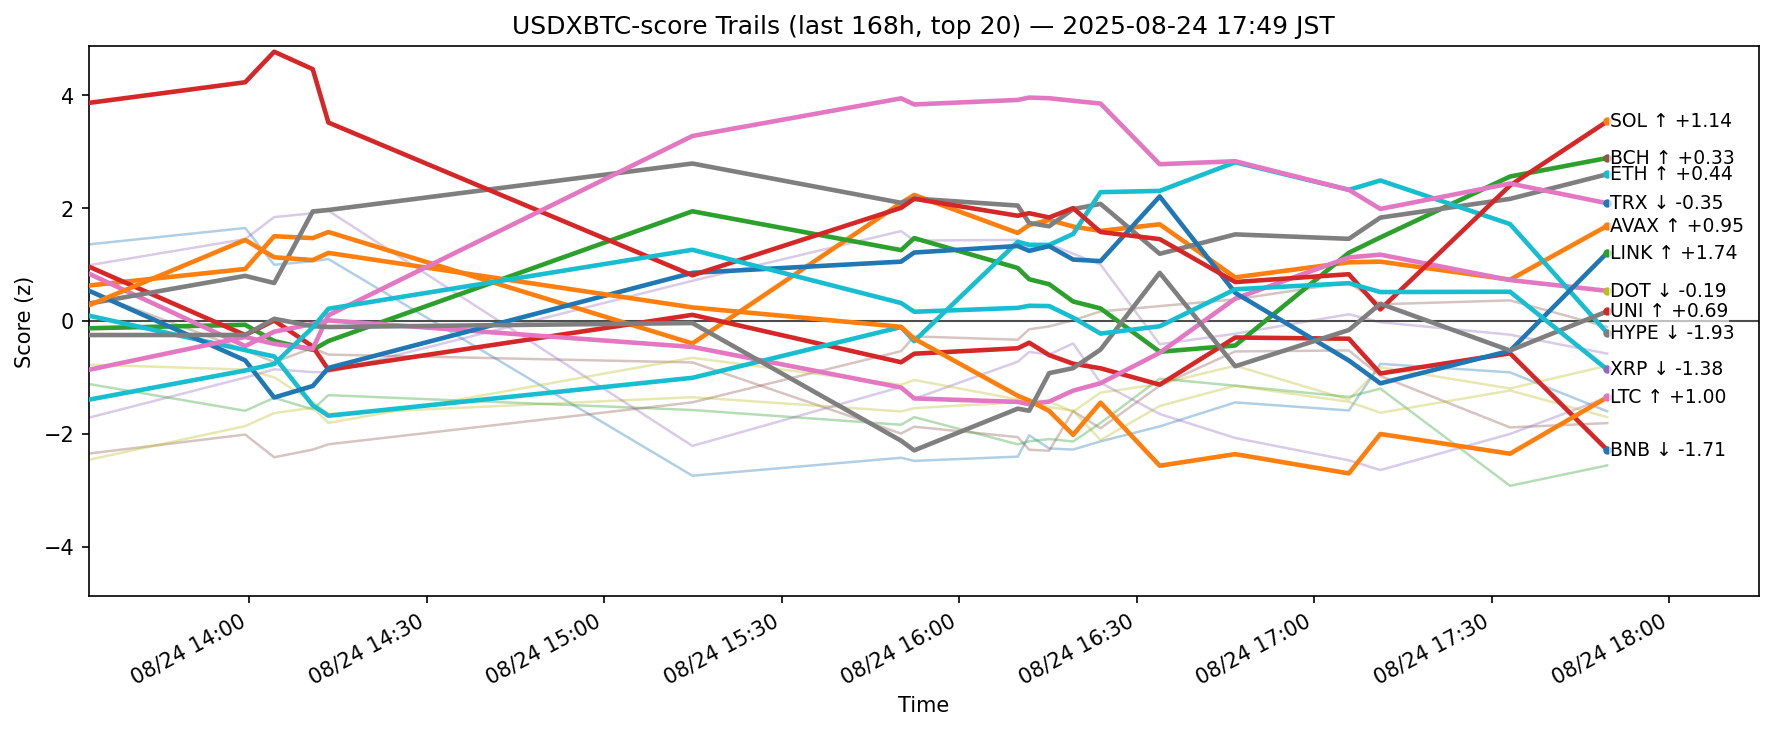 USDXBTC-score Trails (last 168h, top 20) — 2025-08-24 17:49 JST
Score (z)
4
2
0
−2
−4
SOL ↑ +1.14
BCH ↑ +0.33
ETH ↑ +0.44
TRX ↓ -0.35
AVAX ↑ +0.95
LINK ↑ +1.74
DOT ↓ -0.19
UNI ↑ +0.69
HYPE ↓ -1.93
XRP ↓ -1.38
LTC ↑ +1.00
BNB ↓ -1.71
08/24 14:00
08/24 14:30
08/24 15:00
08/24 15:30
08/24 16:00
08/24 16:30
08/24 17:00
08/24 17:30
08/24 18:00
Time